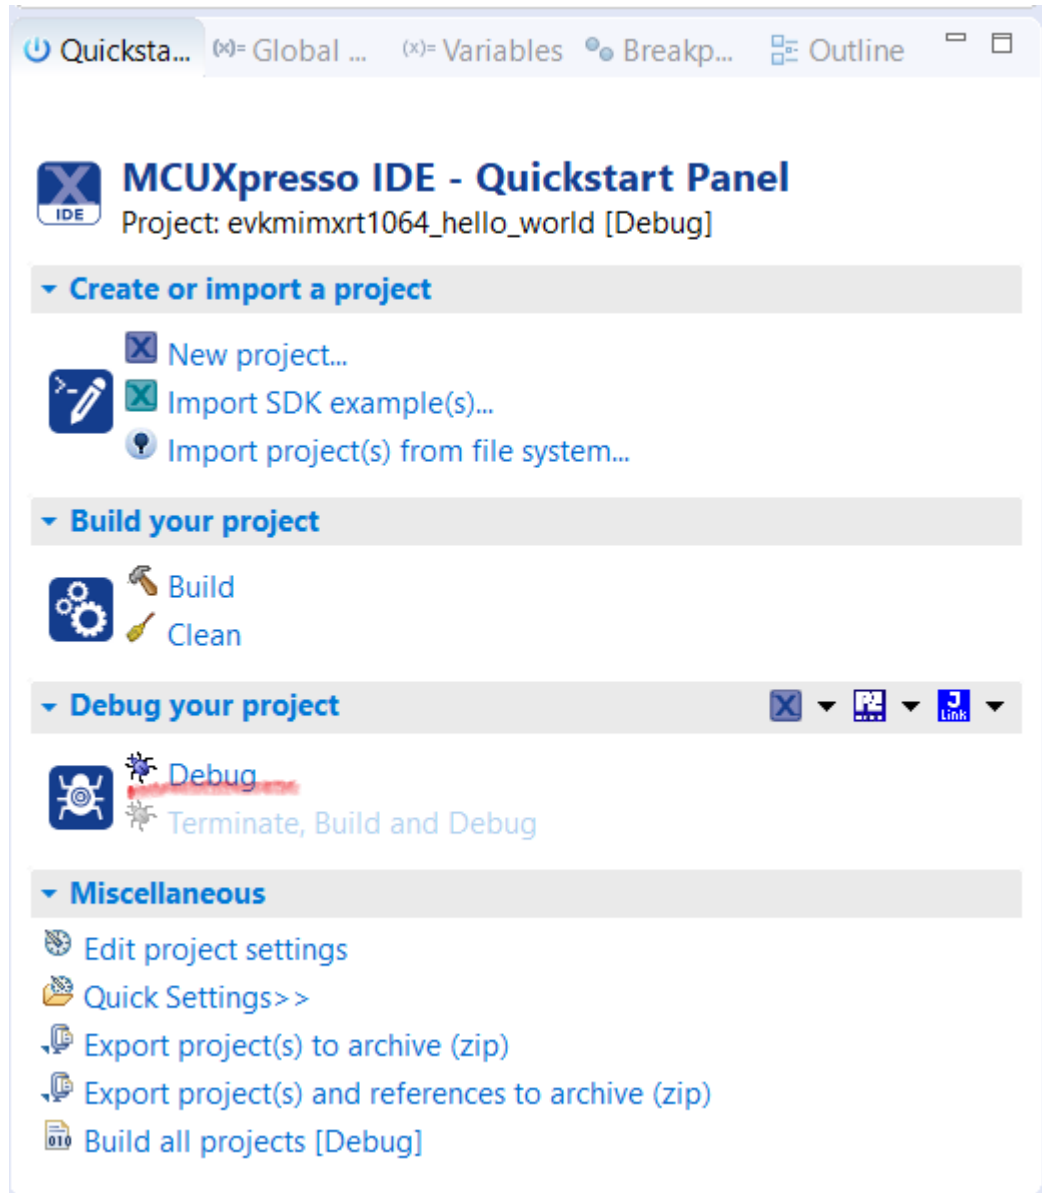 Quicksta... (x)= Global ... (x)= Variables Breakp... Outline
IDE
MCUXpresso IDE - Quickstart Panel
Project: evkmimxrt1064_hello_world [Debug]
Create or import a project
New project...
Import SDK example(s)...
Import project(s) from file system...
Build your project
Build
Clean
Debug your project
J Link
Debug
Terminate, Build and Debug
Miscellaneous
Edit project settings
Quick Settings>>
Export project(s) to archive (zip)
Export project(s) and references to archive (zip)
010
Build all projects [Debug]